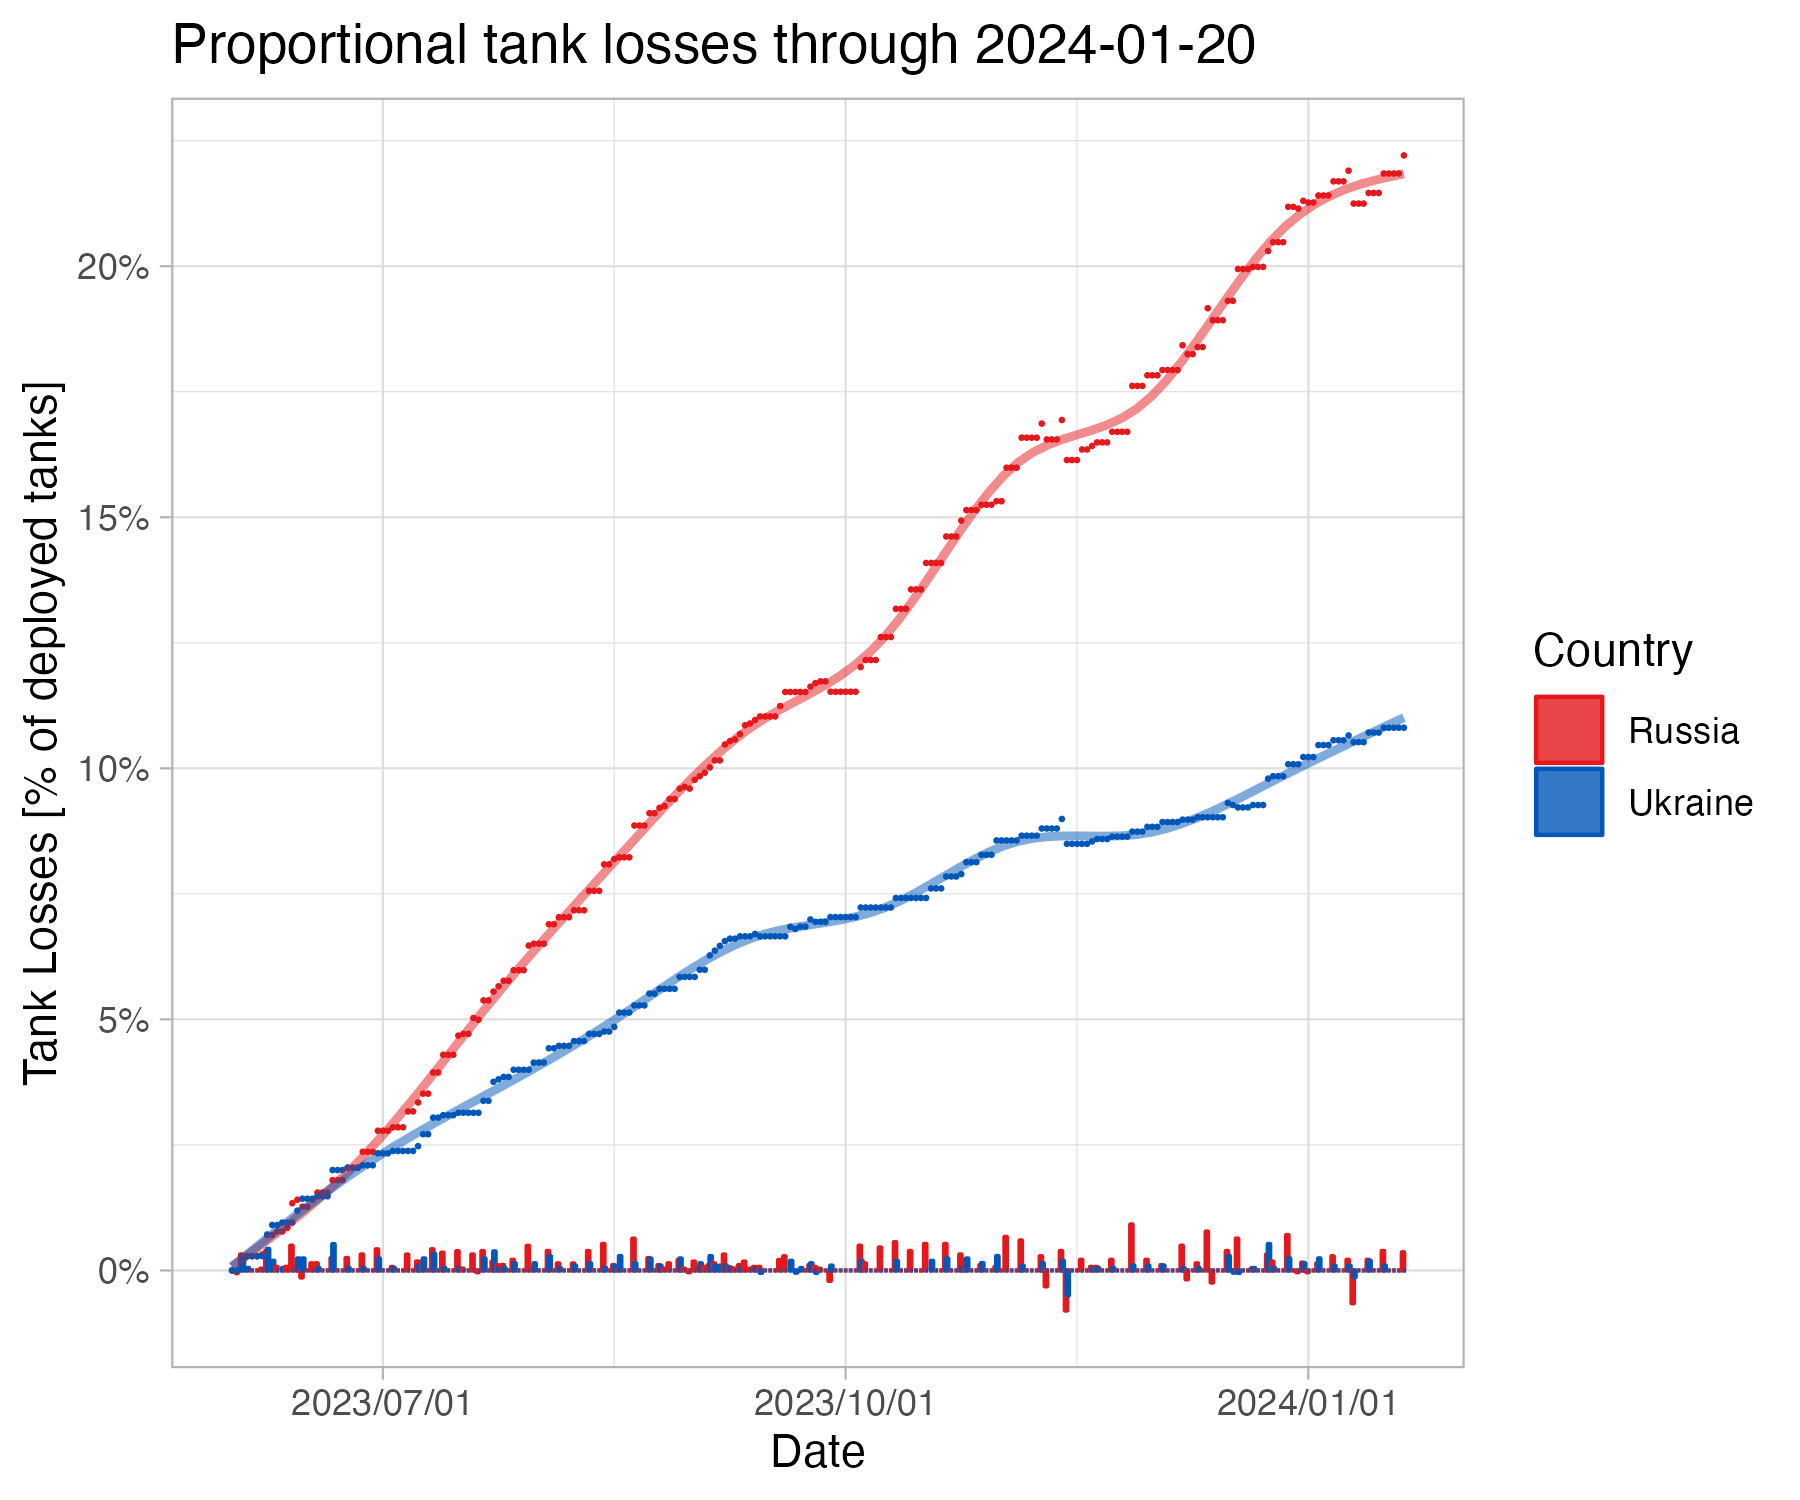 Proportional tank losses through 2024-01-20
Tank Losses [% of deployed tanks]
20%
15%
10%
5%
0%
2023/07/01
2023/10/01
2024/01/01
Date
Country
Russia
Ukraine